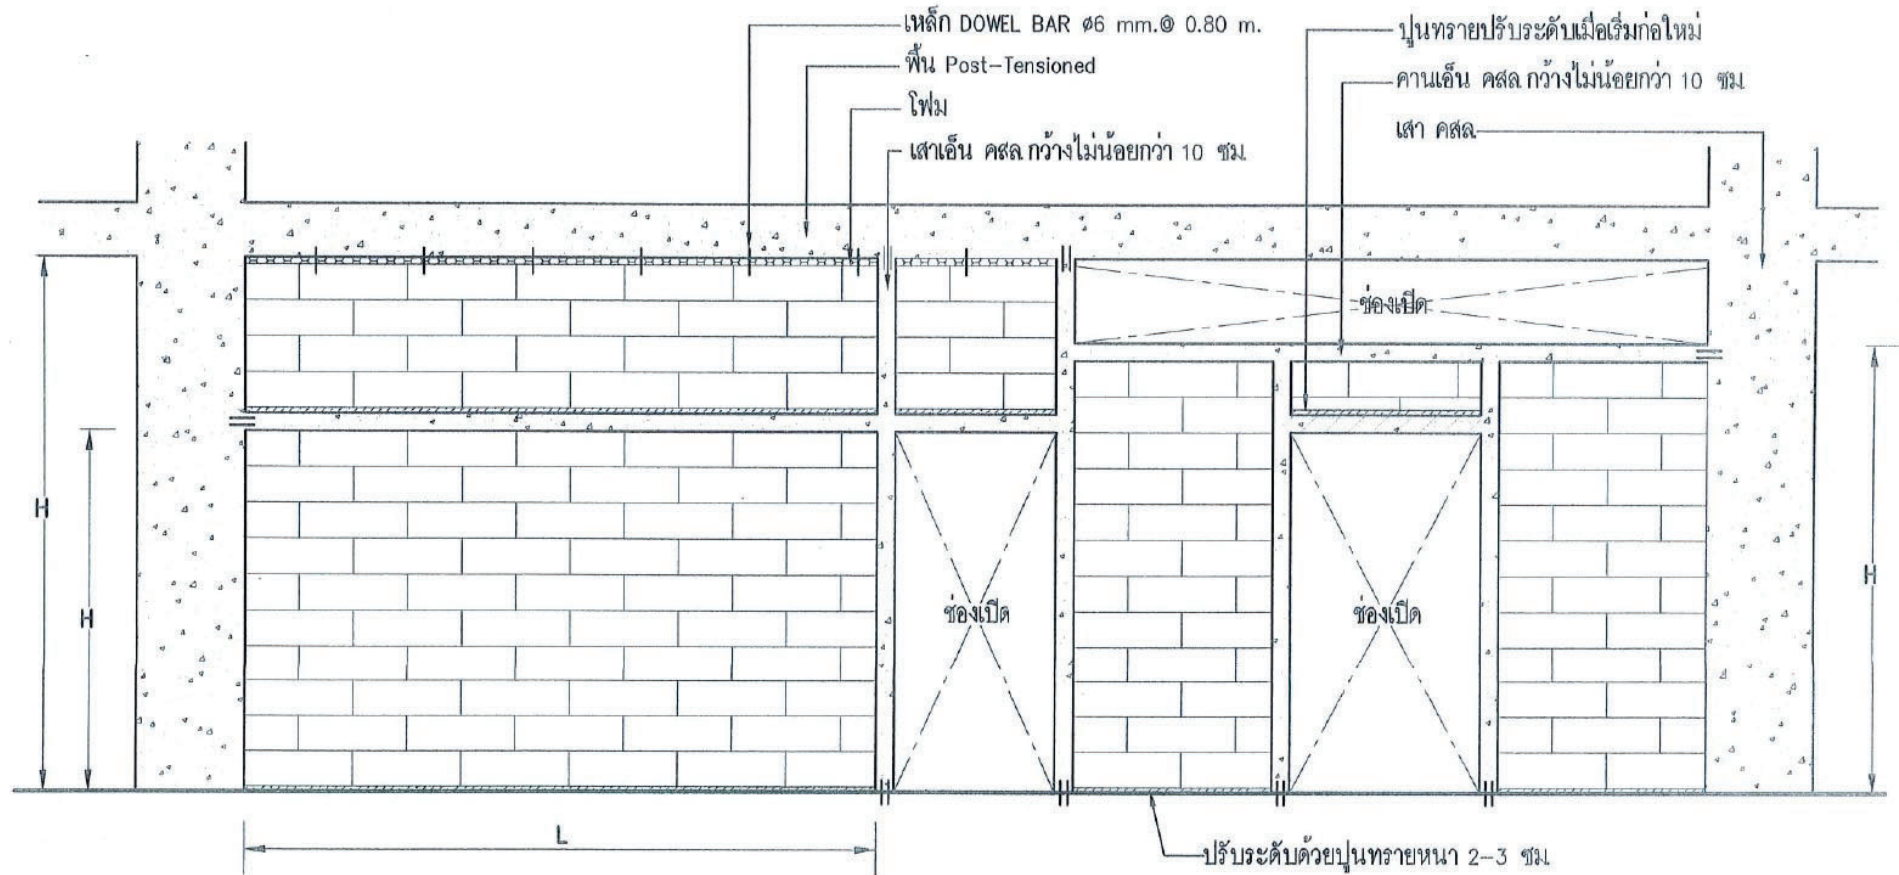 เหล็ก DOWEL BAR ø6 mm.@ 0.80 m.
พื้น Post-Tensioned
โฟม
เสาเอ็น คสล.กว้างไม่น้อยกว่า 10 ซม.
ปูนทรายปรับระดับเมื่อเริ่มก่อใหม่
คานเอ็น คสล.กว้างไม่น้อยกว่า 10 ซม.
เสา คสล.
ช่องเปิด
H
H
ช่องเปิด
ช่องเปิด
H
L
ปรับระดับด้วยปูนทรายหนา 2-3 ซม.